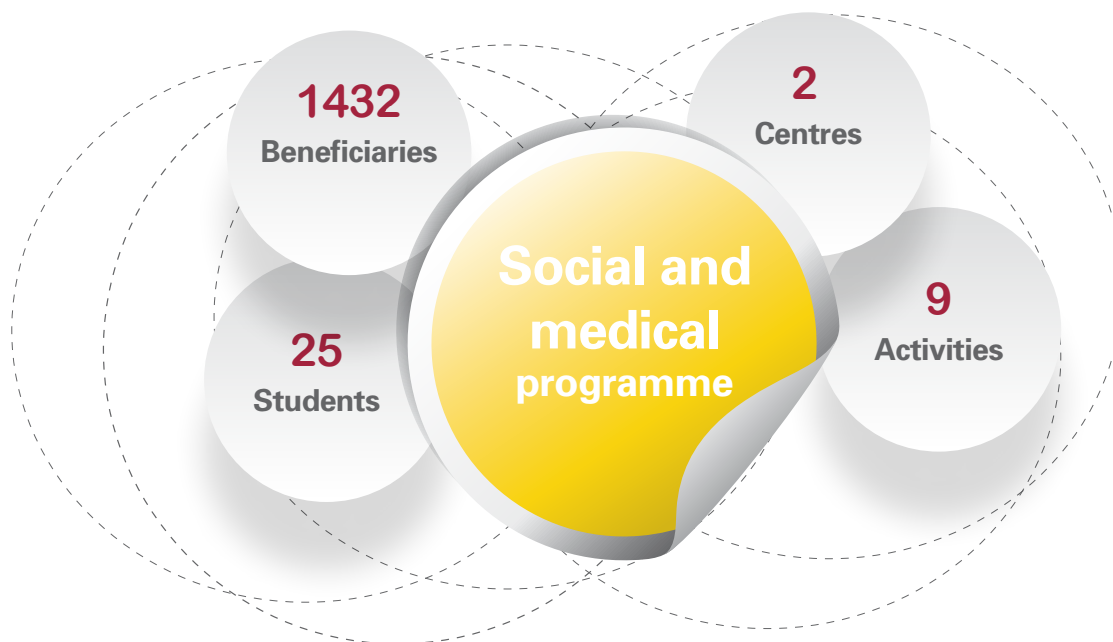 1432
Beneficiaries
2
Centres
Social and
medical
programme
25
Students
9
Activities